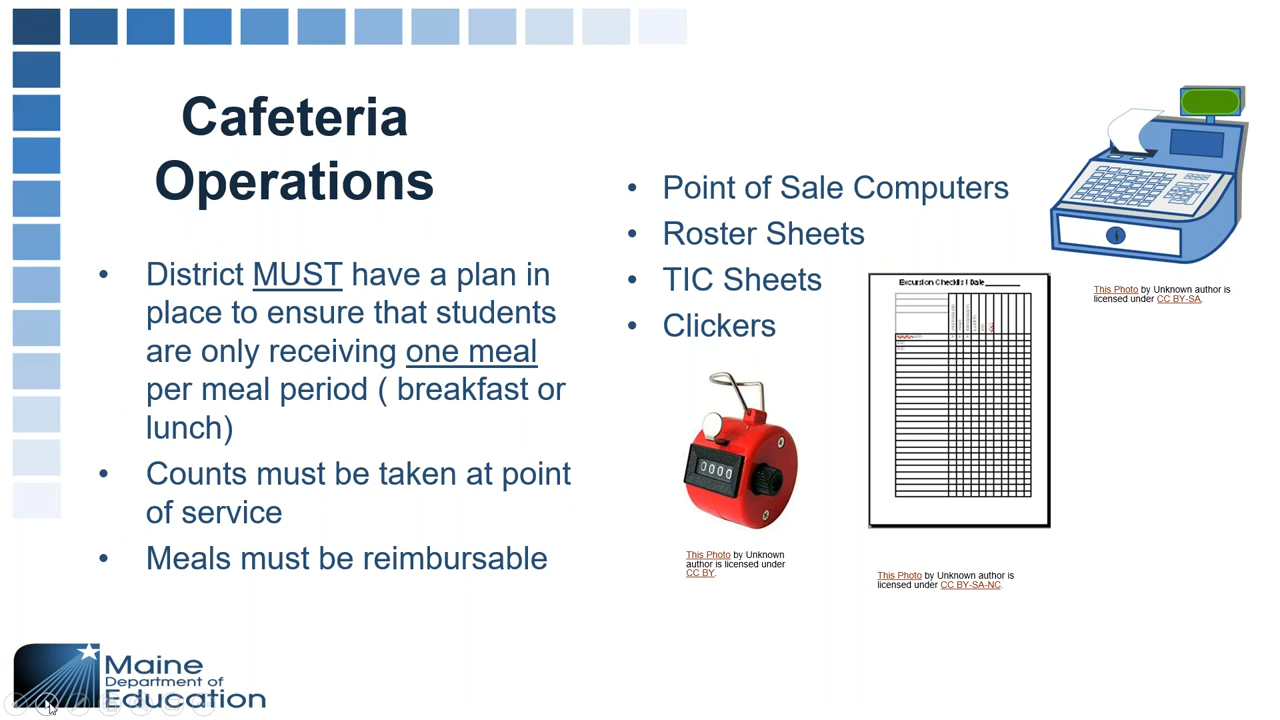 Cafeteria
Operations
• District MUST have a plan in
place to ensure that students
are only receiving one meal
per meal period ( breakfast or
lunch)
• Counts must be taken at point
of service
• Meals must be reimbursable
• Point of Sale Computers
• Roster Sheets
• TIC Sheets
• Clickers
This Photo by Unknown author is
licensed under CC BY-SA.
Excursion Checklist Date
0000
This Photo by Unknown
author is licensed under
CC BY.
This Photo by Unknown author is
licensed under CC BY-SA-NC.
Maine
Department of
Education